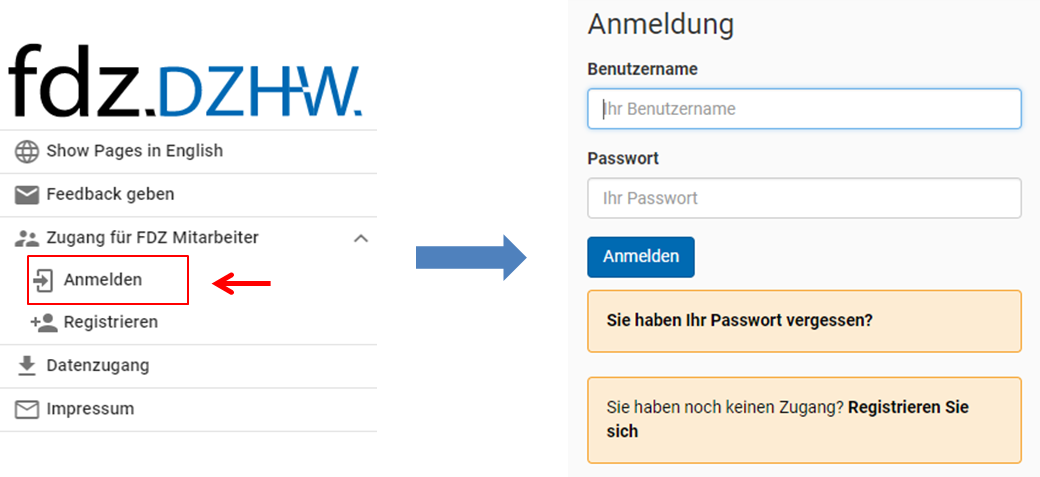 fdz.DZHW.
Show Pages in English
Feedback geben
Zugang für FDZ Mitarbeiter
Anmelden
Registrieren
Datenzugang
Impressum
Anmeldung
Benutzername
Ihr Benutzername
Passwort
Ihr Passwort
Anmelden
Sie haben Ihr Passwort vergessen?
Sie haben noch keinen Zugang? Registrieren Sie
sich